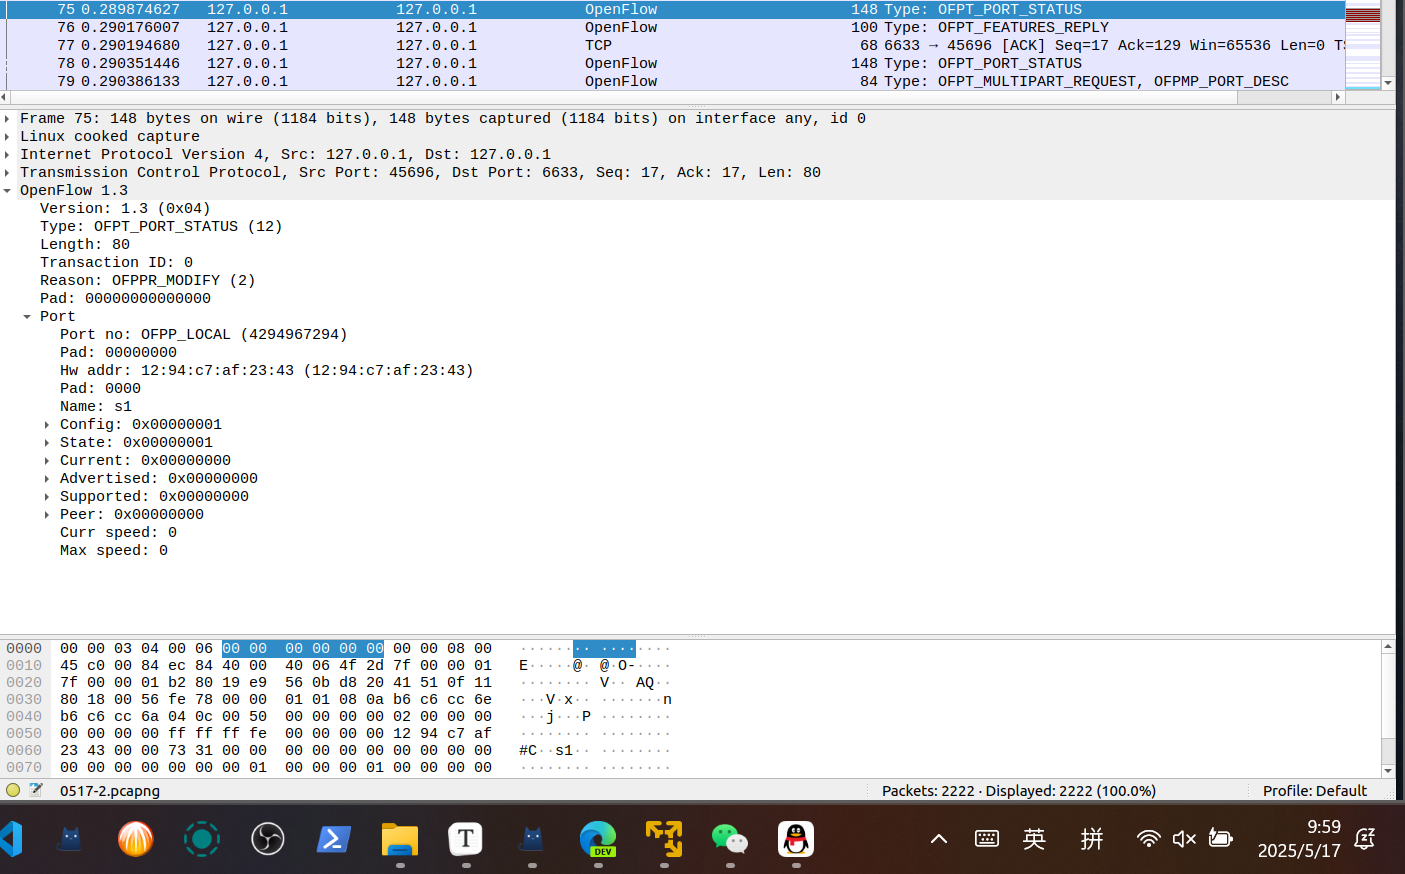 75 0.289874627 127.0.0.1 127.0.0.1 OpenFlow 148 Type: OFPT_PORT_STATUS
76 0.290176007 127.0.0.1 127.0.0.1 OpenFlow 100 Type: OFPT_FEATURES_REPLY
77 0.290194680 127.0.0.1 127.0.0.1 TCP 68 6633 → 45696 [ACK] Seq=17 Ack=129 Win=65536 Len=0
78 0.290351446 127.0.0.1 127.0.0.1 OpenFlow 148 Type: OFPT_PORT_STATUS
79 0.290386133 127.0.0.1 127.0.0.1 OpenFlow 84 Type: OFPT_MULTIPART_REQUEST, OFPMP_PORT_DESC
Frame 75: 148 bytes on wire (1184 bits), 148 bytes captured (1184 bits) on interface any, id 0
Linux cooked capture
Internet Protocol Version 4, Src: 127.0.0.1, Dst: 127.0.0.1
Transmission Control Protocol, Src Port: 45696, Dst Port: 6633, Seq: 17, Ack: 17, Len: 80
OpenFlow 1.3
Version: 1.3 (0x04)
Type: OFPT_PORT_STATUS (12)
Length: 80
Transaction ID: 0
Reason: OFPPR_MODIFY (2)
Pad: 00000000000000
Port
Port no: OFPP_LOCAL (4294967294)
Pad: 00000000
Hw addr: 12:94:c7:af:23:43 (12:94:c7:af:23:43)
Pad: 0000
Name: s1
Config: 0x00000001
State: 0x00000001
Current: 0x00000000
Advertised: 0x00000000
Supported: 0x00000000
Peer: 0x00000000
Curr speed: 0
Max speed: 0
0000 00 00 03 04 00 06 00 00 00 00 00 00 00 00 08 00 ········ ········
0010 45 c0 00 84 ec 84 40 00 40 06 4f 2d 7f 00 00 01 E·····@· @·O-····
0020 7f 00 00 01 b2 80 19 e9 56 0b d8 20 41 51 0f 11 ········ V·· AQ··
0030 80 18 00 56 fe 78 00 00 01 01 08 0a b6 c6 cc 6e ···V·x·· ·······n
0040 b6 c6 cc 6a 04 0c 00 50 00 00 00 00 02 00 00 00 ···j···P ········
0050 00 00 00 00 ff ff ff fe 00 00 00 00 12 94 c7 af ········ ········
0060 23 43 00 00 73 31 00 00 00 00 00 00 00 00 00 00 #C··s1·· ········
0070 00 00 00 00 00 00 00 01 00 00 00 01 00 00 00 00 ········ ········
0517-2.pcapng Packets: 2222 · Displayed: 2222 (100.0%) Profile: Default
T DEV 英 拼 9:59
2025/5/17